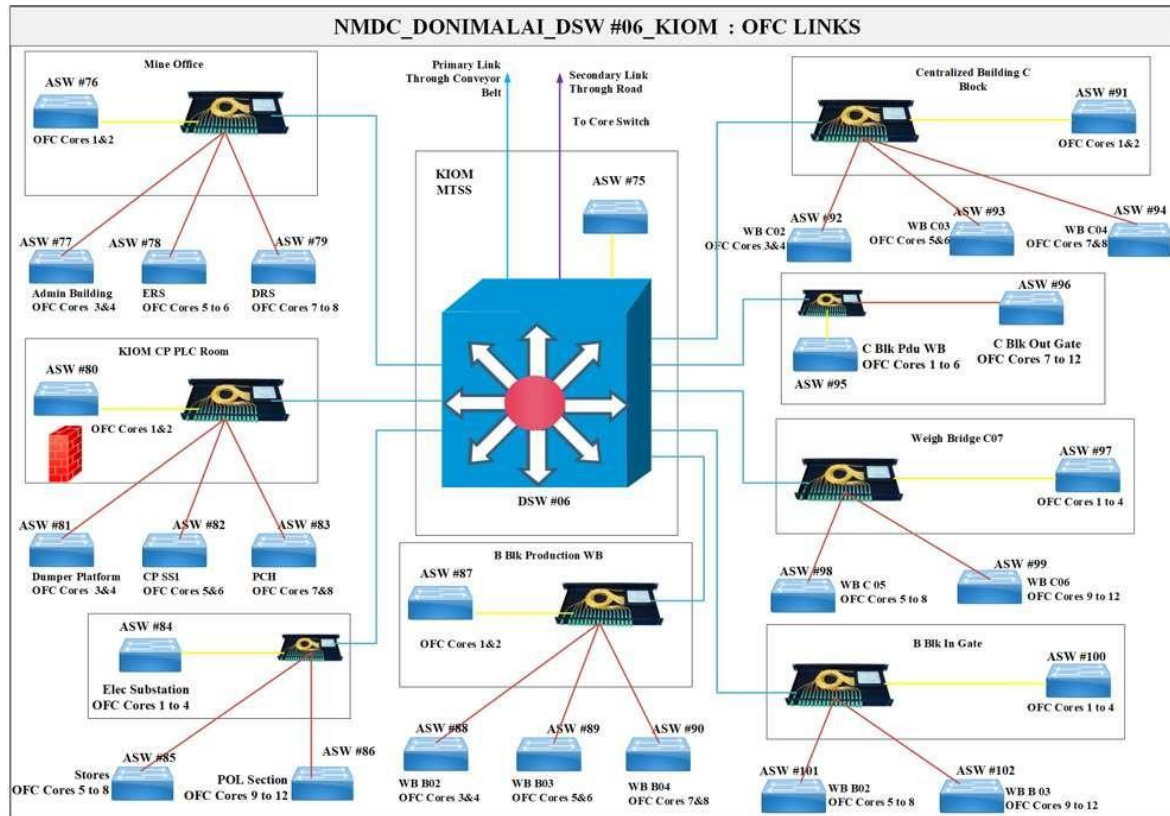 NMDC_DONIMALAI_DSW #06_KIOM : OFC LINKS
Mine Office
ASW #76
OFC Cores 1&2
ASW #77
Admin Building
OFC Cores 3&4
ASW #78
ERS
OFC Cores 5 to 6
ASW #79
DRS
OFC Cores 7 to 8
Primary Link
Through Conveyor
Belt
Secondary Link
Through Road
To Core Switch
KIOM
MTSS
ASW #75
DSW #06
Centralized Building C
Block
ASW #91
OFC Cores 1&2
ASW #92
WB C02
OFC Cores 3&4
ASW #93
WB C03
OFC Cores 5&6
ASW #94
WB C04
OFC Cores 7&8
KIOM CP PLC Room
ASW #80
OFC Cores 1&2
ASW #81
Dumper Platform
OFC Cores 3&4
ASW #82
CP SS1
OFC Cores 5&6
ASW #83
PCH
OFC Cores 7&8
ASW #96
C Blk Out Gate
OFC Cores 7 to 12
C Blk Pdu WB
OFC Cores 1 to 6
ASW #95
Weigh Bridge C07
ASW #97
OFC Cores 1 to 4
ASW #98
WB C 05
OFC Cores 5 to 8
ASW #99
WB C06
OFC Cores 9 to 12
ASW #84
Elec Substation
OFC Cores 1 to 4
ASW #85
Stores
OFC Cores 5 to 8
ASW #86
POL Section
OFC Cores 9 to 12
B Blk Production WB
ASW #87
OFC Cores 1&2
ASW #88
WB B02
OFC Cores 3&4
ASW #89
WB B03
OFC Cores 5&6
ASW #90
WB B04
OFC Cores 7&8
B Blk In Gate
ASW #100
OFC Cores 1 to 4
ASW #101
WB B02
OFC Cores 5 to 8
ASW #102
WB B 03
OFC Cores 9 to 12